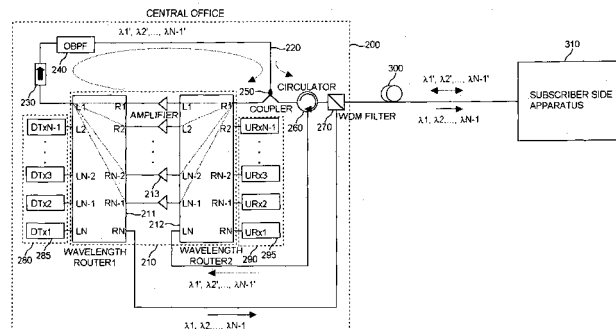 CENTRAL OFFICE
λ1', λ2',..., λN-1'
OBPF
240
220
200
230
250
COUPLER
CIRCULATOR
260
270
WDM FILTER
300
λ1', λ2',..., λN-1'
λ1, λ2,..., λN-1
310
SUBSCRIBER SIDE
APPARATUS
L1
R1
AMPLIFIER
L1
R1
L2
R2
L2
R2
DTxN-1
URxN-1
DTx3
LN-2
RN-2
LN-2
RN-2
URx3
213
DTx2
LN-1
RN-1
LN-1
RN-1
URx2
211
212
DTx1
LN
RN
LN
RN
URx1
280
285
WAVELENGTH
ROUTER1
210
WAVELENGTH
ROUTER2
290
295
λ1', λ2',..., λN-1'
λ1, λ2,..., λN-1